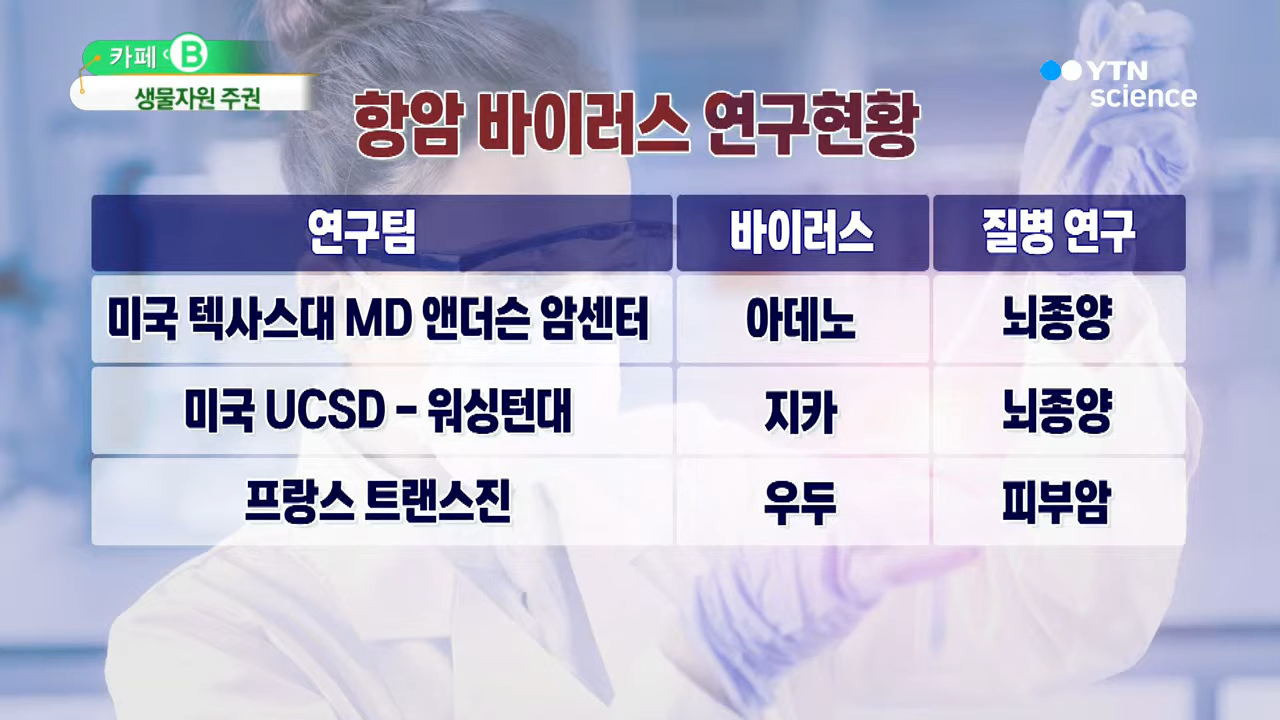 카페 B
생물자원 주권
YTN
science
항암 바이러스 연구현황
연구팀 바이러스 질병 연구
미국 텍사스대 MD 앤더슨 암센터 아데노 뇌종양
미국 UCSD - 워싱턴대 지카 뇌종양
프랑스 트랜스진 우두 피부암